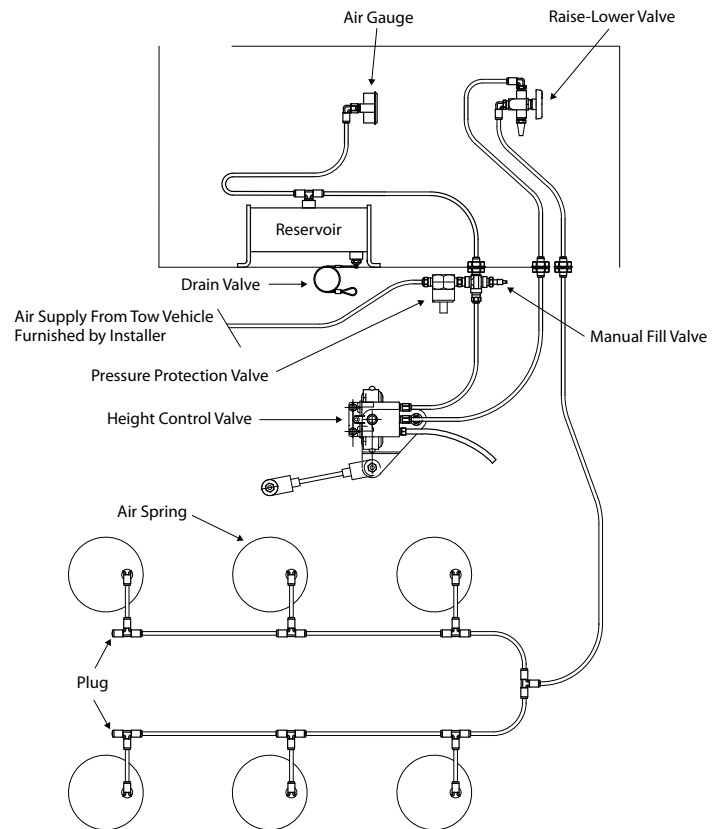 Air Gauge
Raise-Lower Valve
Reservoir
Drain Valve
Air Supply From Tow Vehicle
Furnished by Installer
Manual Fill Valve
Pressure Protection Valve
Height Control Valve
Air Spring
Plug